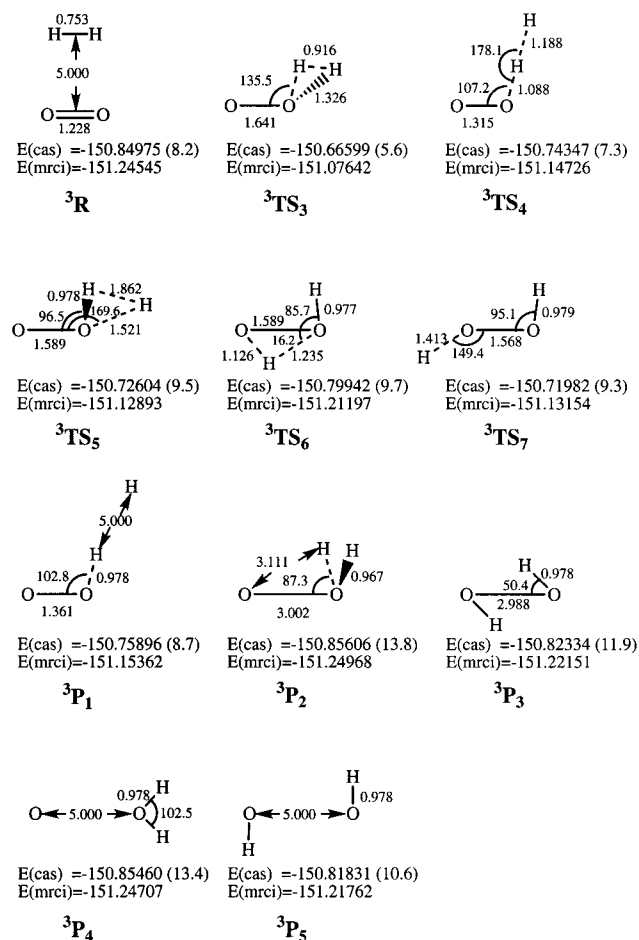 0.753
H H
5.000
O O
1.228
E(cas) =-150.84975 (8.2)
E(mrci)=-151.24545
³R
0.916
H H
135.5
1.326
O O
1.641
E(cas) =-150.66599 (5.6)
E(mrci)=-151.07642
³TS₃
H
178.1 1.188
H
107.2 1.088
O O
1.315
E(cas) =-150.74347 (7.3)
E(mrci)=-151.14726
³TS₄
H 1.862
0.978 H
96.5 169.6
O O 1.521
1.589
E(cas) =-150.72604 (9.5)
E(mrci)=-151.12893
³TS₅
H
85.7 0.977
1.589
O O
16.2
1.126 1.235
H
E(cas) =-150.79942 (9.7)
E(mrci)=-151.21197
³TS₆
H
95.1 0.979
1.413 O O
1.568
H 149.4
E(cas) =-150.71982 (9.3)
E(mrci)=-151.13154
³TS₇
H
5.000
H
102.8 0.978
O O
1.361
E(cas) =-150.75896 (8.7)
E(mrci)=-151.15362
³P₁
H H
3.111
87.3 0.967
O O
3.002
E(cas) =-150.85606 (13.8)
E(mrci)=-151.24968
³P₂
H 0.978
50.4
O O
2.988
H
E(cas) =-150.82334 (11.9)
E(mrci)=-151.22151
³P₃
0.978 H
O 5.000 O 102.5
H
E(cas) =-150.85460 (13.4)
E(mrci)=-151.24707
³P₄
H
0.978
O 5.000 O
H
E(cas) =-150.81831 (10.6)
E(mrci)=-151.21762
³P₅